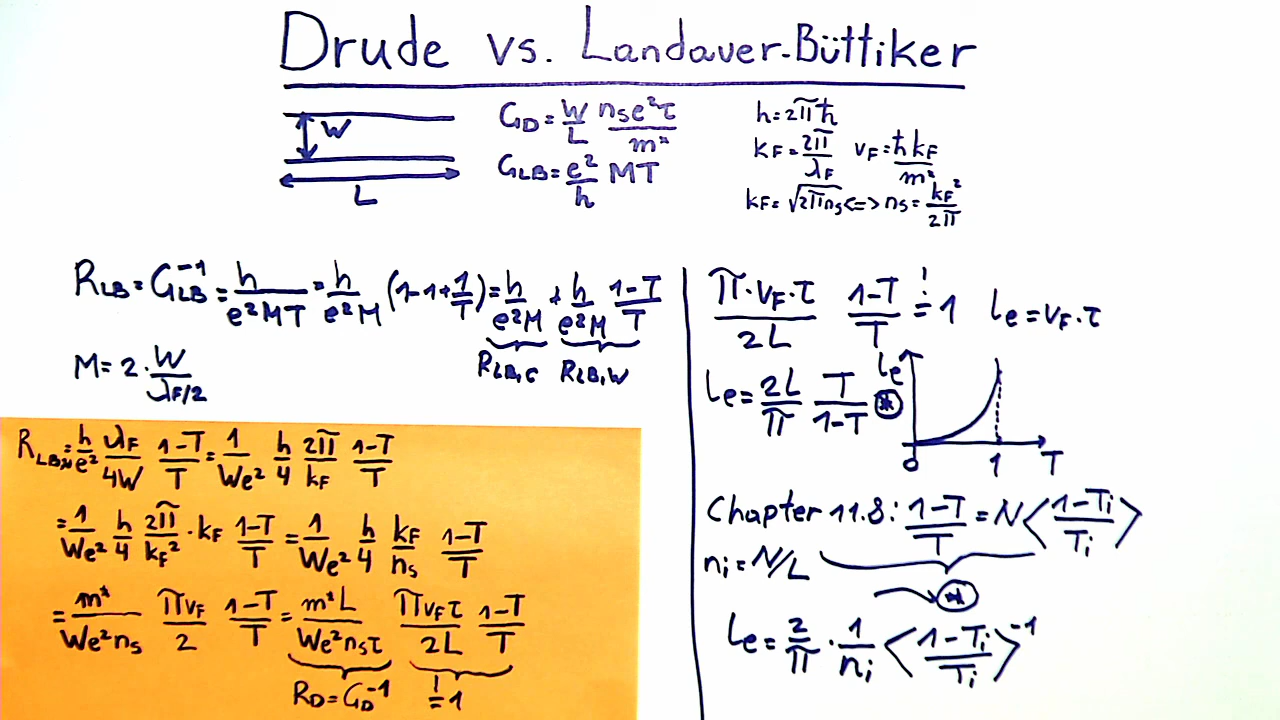 Drude vs. Landauer-Büttiker
W
L
G_D = W/L n_s e²τ/m*
G_LB = e²/h MT
h = 2πħ
k_F = 2π/λ_F v_F = ħk_F/m*
k_F = √(2πn_s) <=> n_s = k_F²/2π
R_LB = G_LB⁻¹ = h/(e²MT) = h/(e²M) (1-1+1/T) = h/(e²M) + h/(e²M) (1-T)/T
R_LB,C R_LB,W
M = 2 · W/(λ_F/2)
R_LB,W = h/e² λ_F/4W (1-T)/T = 1/(We²) h/4 2π/k_F (1-T)/T
= 1/(We²) h/4 2π/k_F² · k_F (1-T)/T = 1/(We²) h/4 k_F/n_s (1-T)/T
= m*/(We²n_s) πv_F/2 (1-T)/T = m*L/(We²n_sτ) πv_Fτ/2L (1-T)/T
R_D = G_D⁻¹ != 1
π·v_F·τ/2L (1-T)/T != 1 l_e = v_F·τ
l_e = 2L/π T/(1-T) ⊛
l_e
0 1 T
Chapter 11.8: (1-T)/T = N⟨(1-T_i)/T_i⟩
n_i = N/L
⊛
l_e = 2/π · 1/n_i ⟨(1-T_i)/T_i⟩⁻¹